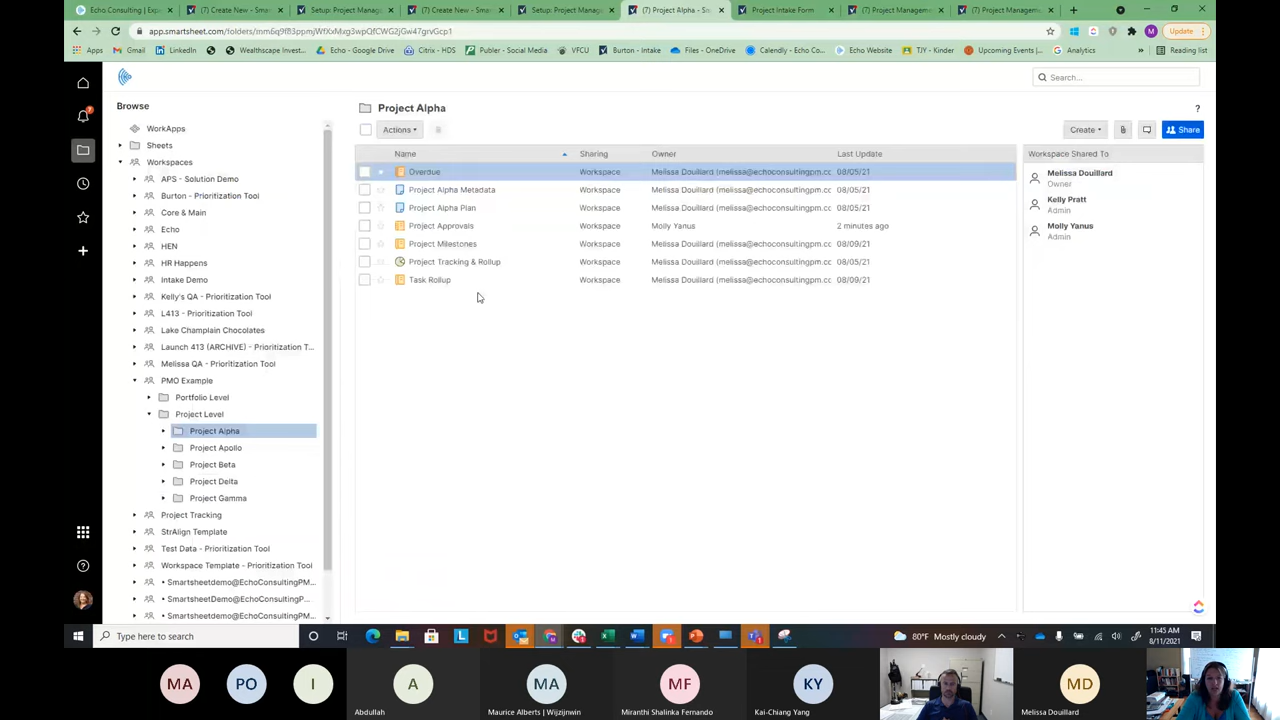 Echo Consulting | Exp
(7) Create New - Sm
Setup: Project Manag
(7) Create New - Sm
Setup: Project Manag
(7) Project Alpha - Sm
Project Intake Form
(7) Project Managem
(7) Project Managem
Update
Apps
Gmail
LinkedIn
Wealthscape Invest...
Echo - Google Drive
Citrix - HDS
Publer - Social Media
VFCU
Burton - Intake
Files - OneDrive
Calendly - Echo Co...
Echo Website
TJY - Kinder
Upcoming Events |...
Reading list
Search...
Browse
WorkApps
Sheets
Workspaces
APS - Solution Demo
Burton - Prioritization Tool
Core & Main
Echo
HEN
HR Happens
Intake Demo
Kelly's QA - Prioritization Tool
L413 - Prioritization Tool
Lake Champlain Chocolates
Launch 413 (ARCHIVE) - Prioritization T...
Melissa QA - Prioritization Tool
PMO Example
Portfolio Level
Project Level
Project Alpha
Project Apollo
Project Beta
Project Delta
Project Gamma
Project Tracking
StrAlign Template
Test Data - Prioritization Tool
Workspace Template - Prioritization Tool
• Smartsheetdemo@EchoConsultingPM...
• SmartsheetDemo@EchoConsultingP...
• Smartsheetdemo@EchoConsultingPM...
Project Alpha
?
Actions
Create
Share
Name Sharing Owner Last Update
Overdue Workspace Melissa Douillard (melissa@echoconsultingpm.cc 08/05/21
Project Alpha Metadata Workspace Melissa Douillard (melissa@echoconsultingpm.cc 08/05/21
Project Alpha Plan Workspace Melissa Douillard (melissa@echoconsultingpm.cc 08/05/21
Project Approvals Workspace Molly Yanus 2 minutes ago
Project Milestones Workspace Melissa Douillard (melissa@echoconsultingpm.cc 08/09/21
Project Tracking & Rollup Workspace Melissa Douillard (melissa@echoconsultingpm.cc 08/05/21
Task Rollup Workspace Melissa Douillard (melissa@echoconsultingpm.cc 08/09/21
Workspace Shared To
Melissa Douillard
Owner
Kelly Pratt
Admin
Molly Yanus
Admin
Type here to search
80°F Mostly cloudy
11:45 AM
8/11/2021
MA
PO
I
A
MA
MF
KY
MD
Abdullah
Maurice Alberts | Wijzijnwin
Miranthi Shalinka Fernando
Kai-Chiang Yang
Melissa Douillard